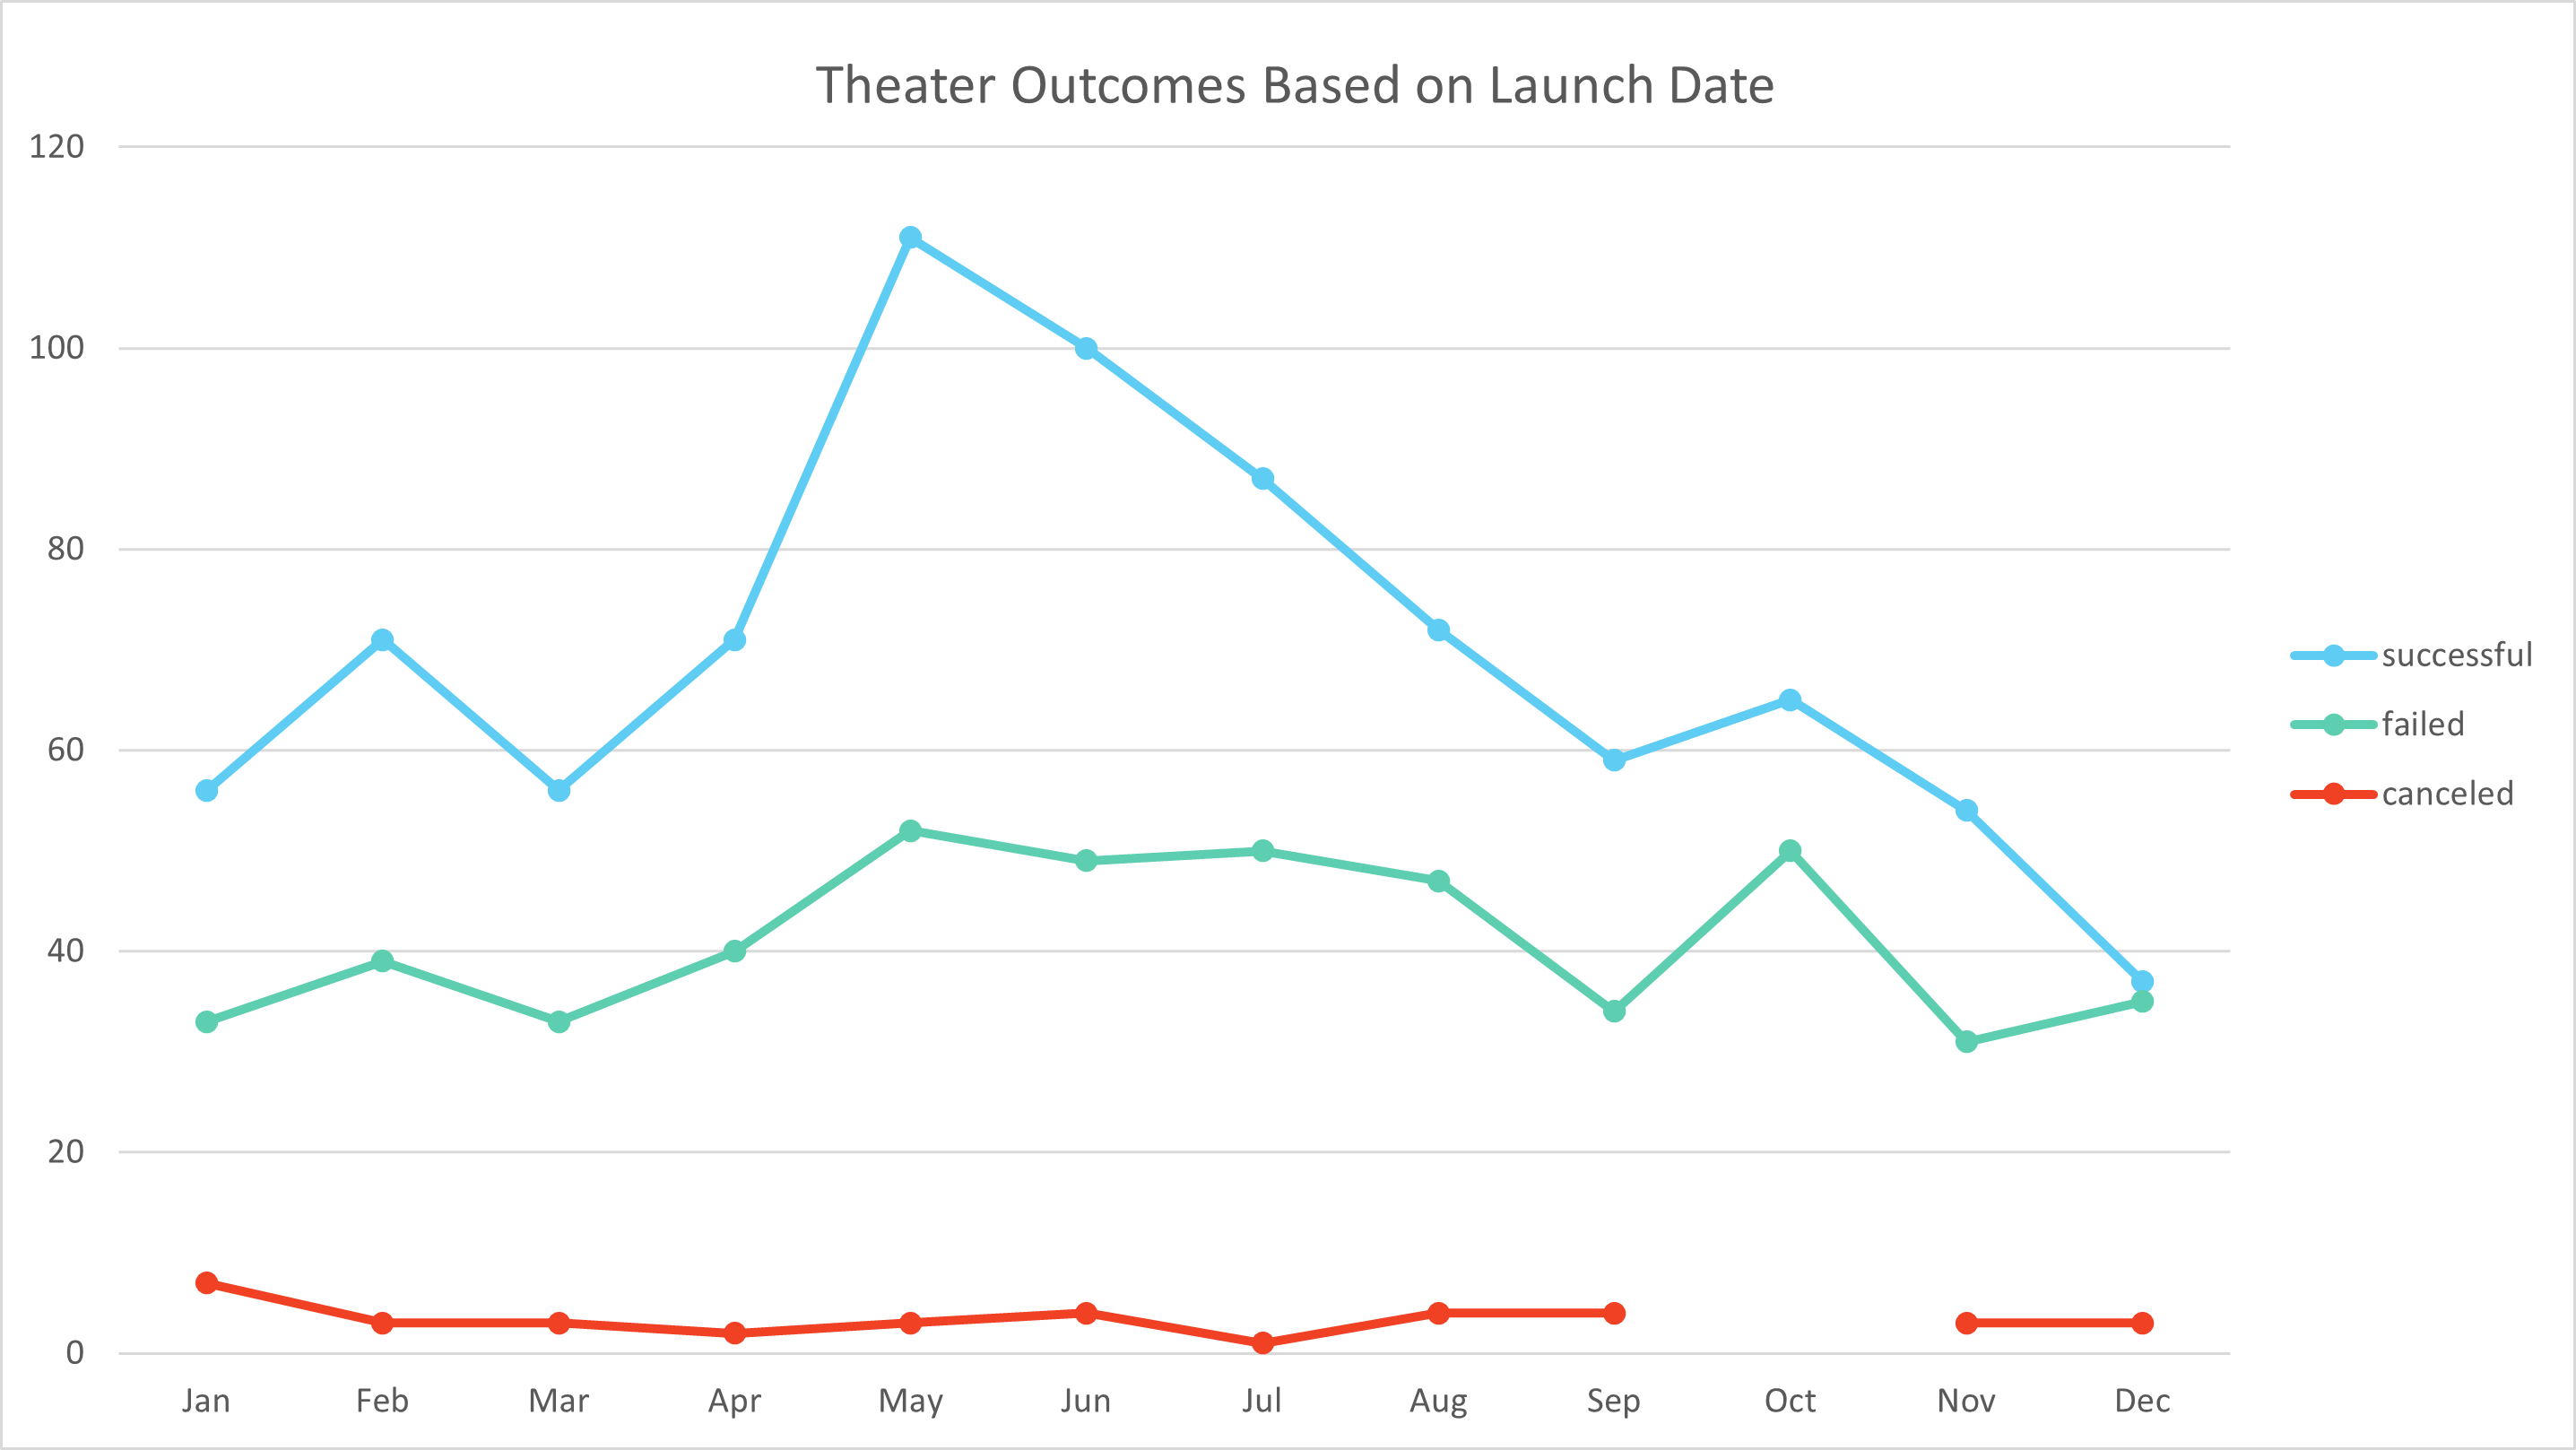 Theater Outcomes Based on Launch Date
120
100
80
60
40
20
0
Jan Feb Mar Apr May Jun Jul Aug Sep Oct Nov Dec
successful
failed
canceled